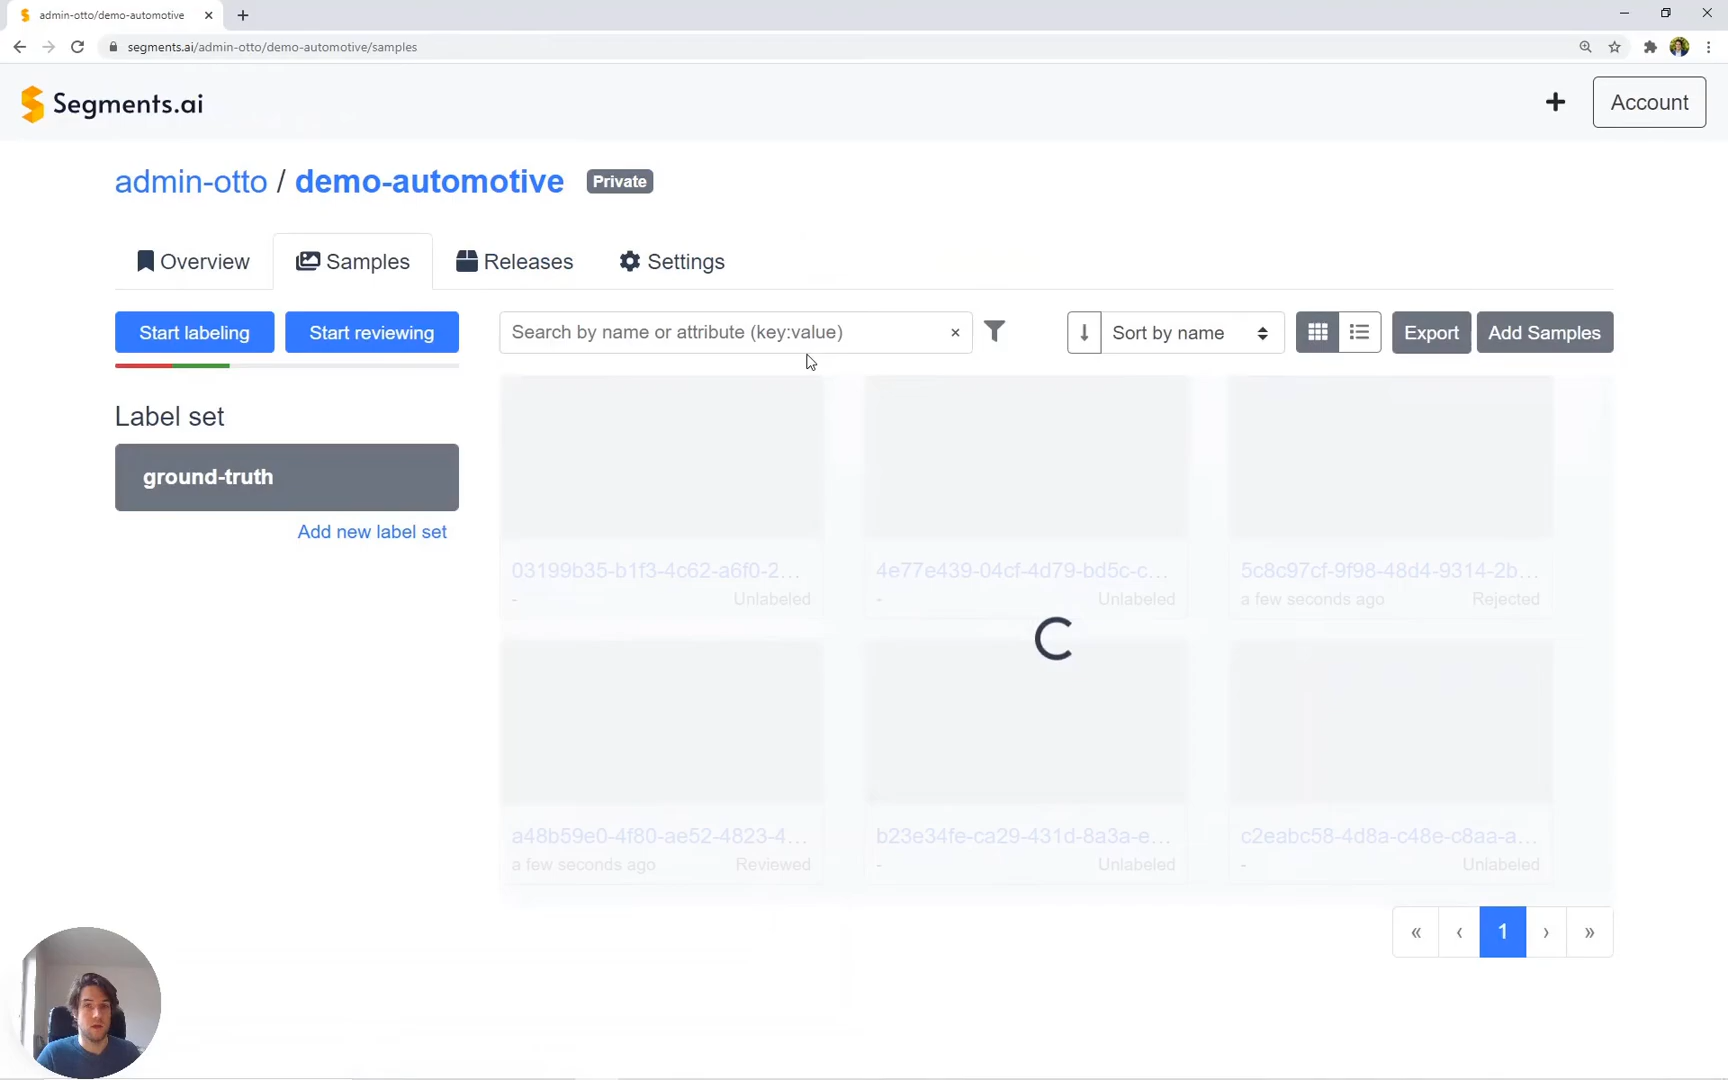 admin-otto/demo-automotive
segments.ai/admin-otto/demo-automotive/samples
Segments.ai
Account
admin-otto / demo-automotive Private
Overview Samples Releases Settings
Start labeling Start reviewing Search by name or attribute (key:value) Sort by name Export Add Samples
Label set
ground-truth
Add new label set
03199b35-b1f3-4c62-a6f0-2... 4e77e439-04cf-4d79-bd5c-c... 5c8c97cf-9f98-48d4-9314-2b...
- Unlabeled - Unlabeled a few seconds ago Rejected
a48b59e0-4f80-ae52-4823-4... b23e34fe-ca29-431d-8a3a-e... c2eabc58-4d8a-c48e-c8aa-a...
a few seconds ago Reviewed - Unlabeled - Unlabeled
« ‹ 1 › »